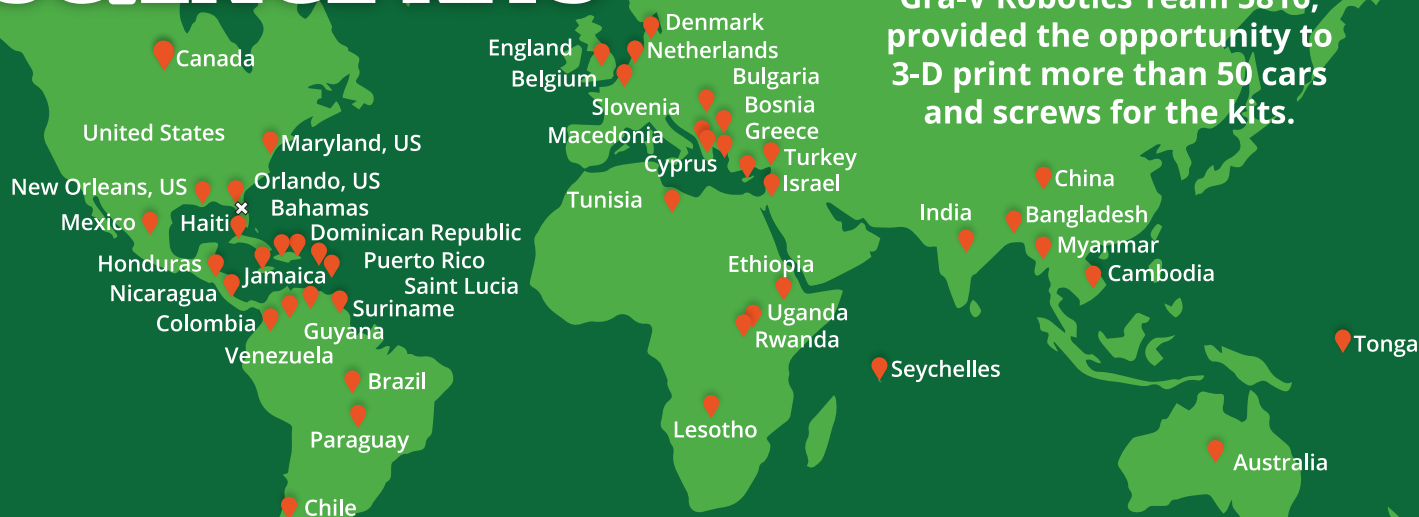 Gra-V Robotics Team 5816,
provided the opportunity to
3-D print more than 50 cars
and screws for the kits.
Denmark
England
Netherlands
Canada
Belgium
Bulgaria
Slovenia
Bosnia
United States
Macedonia
Greece
Maryland, US
Cyprus
Turkey
New Orleans, US
Orlando, US
Israel
China
Tunisia
Bahamas
India
Bangladesh
Mexico
Haiti
Dominican Republic
Myanmar
Honduras
Puerto Rico
Ethiopia
Jamaica
Cambodia
Nicaragua
Saint Lucia
Suriname
Uganda
Colombia
Guyana
Rwanda
Tonga
Venezuela
Seychelles
Brazil
Lesotho
Paraguay
Australia
Chile